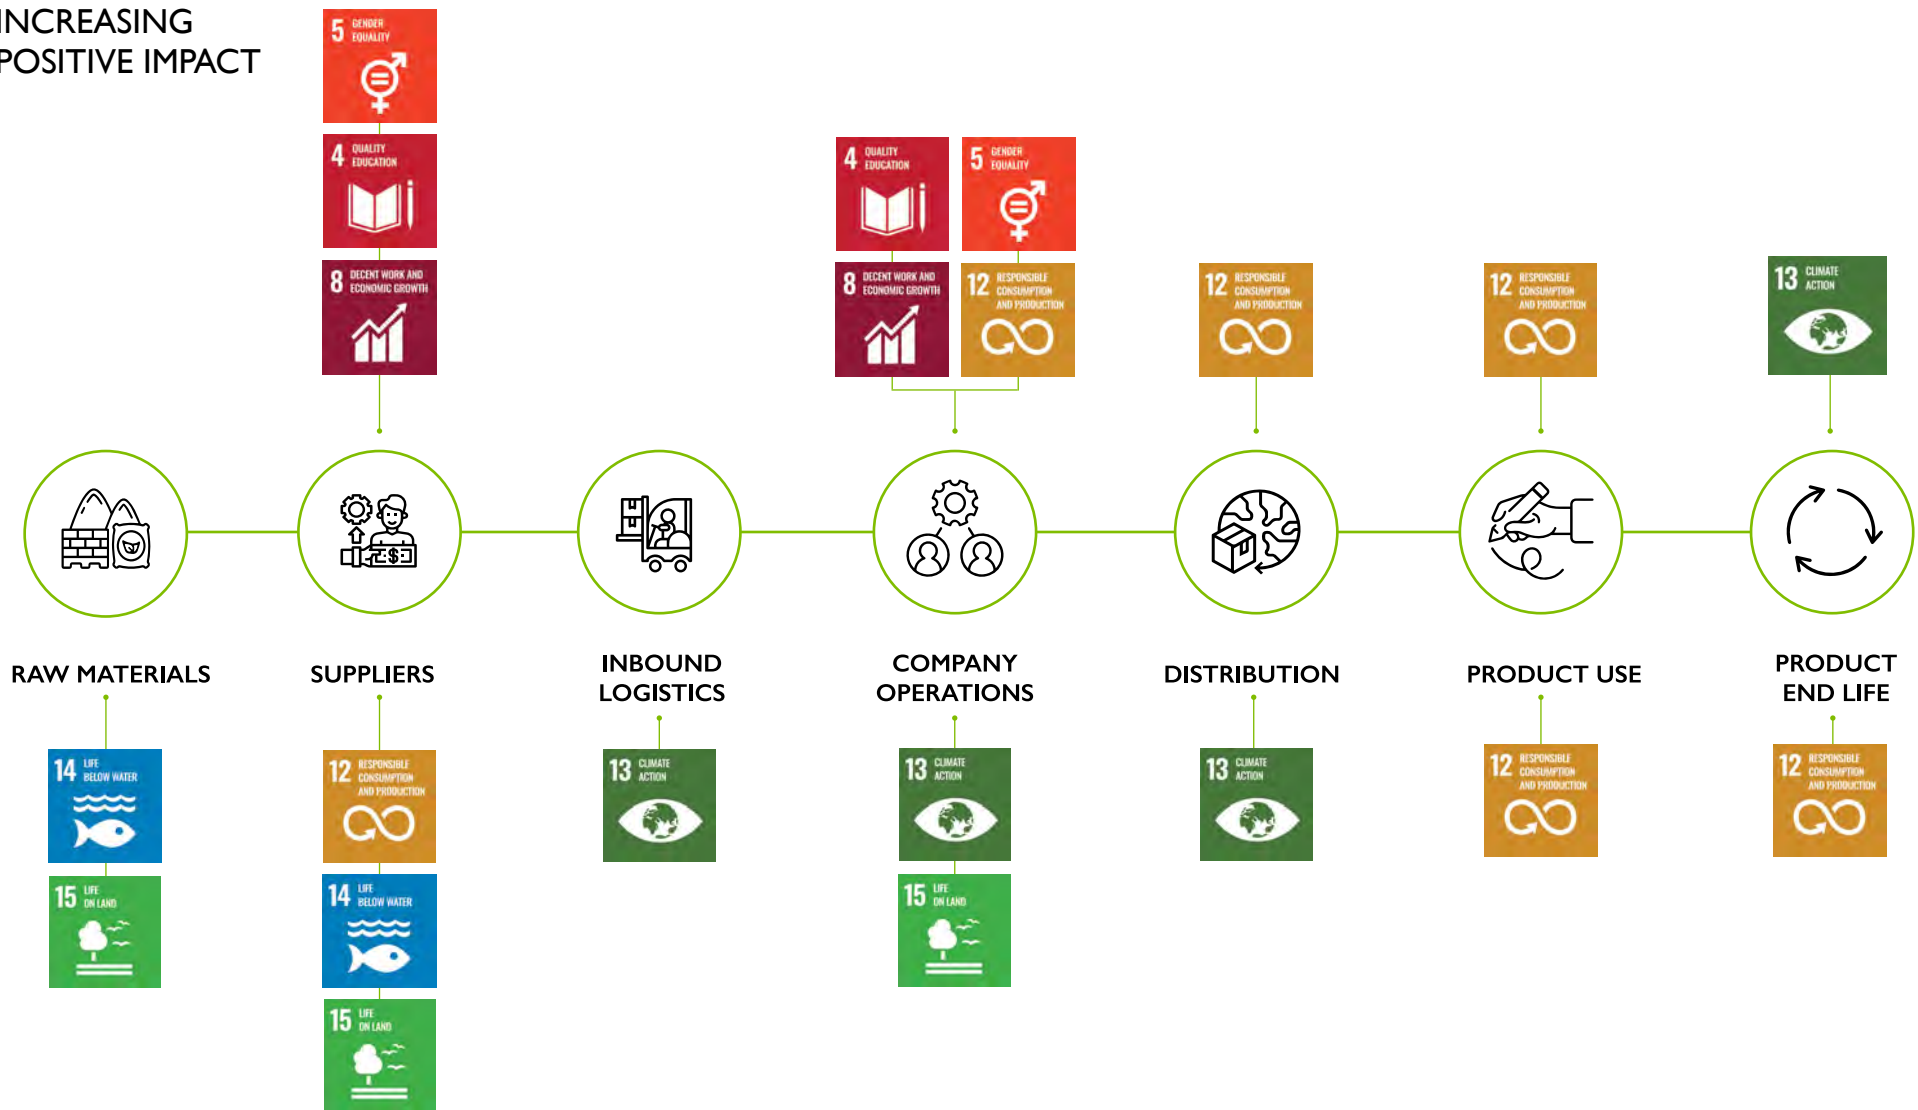 INCREASING
POSITIVE IMPACT
5 GENDER
EQUALITY
4 QUALITY
EDUCATION
8 DECENT WORK AND
ECONOMIC GROWTH
4 QUALITY
EDUCATION
5 GENDER
EQUALITY
8 DECENT WORK AND
ECONOMIC GROWTH
12 RESPONSIBLE
CONSUMPTION
AND PRODUCTION
12 RESPONSIBLE
CONSUMPTION
AND PRODUCTION
12 RESPONSIBLE
CONSUMPTION
AND PRODUCTION
13 CLIMATE
ACTION
$
RAW MATERIALS
SUPPLIERS
INBOUND
LOGISTICS
COMPANY
OPERATIONS
DISTRIBUTION
PRODUCT USE
PRODUCT
END LIFE
14 LIFE
BELOW WATER
15 LIFE
ON LAND
12 RESPONSIBLE
CONSUMPTION
AND PRODUCTION
14 LIFE
BELOW WATER
15 LIFE
ON LAND
13 CLIMATE
ACTION
13 CLIMATE
ACTION
15 LIFE
ON LAND
13 CLIMATE
ACTION
12 RESPONSIBLE
CONSUMPTION
AND PRODUCTION
12 RESPONSIBLE
CONSUMPTION
AND PRODUCTION